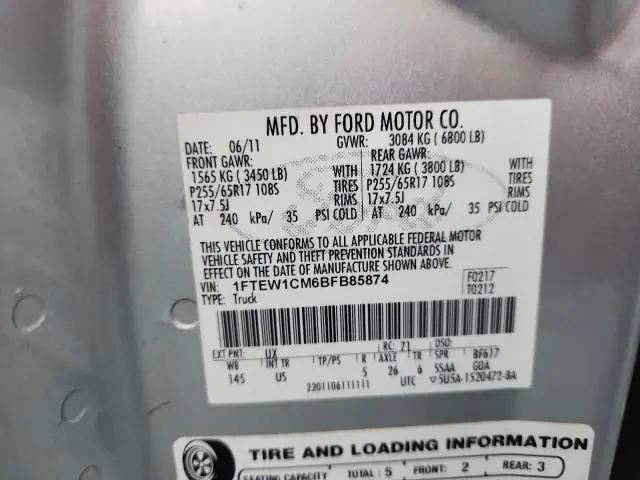 MFD. BY FORD MOTOR CO.
DATE: 06/11 GVWR: 3084 KG ( 6800 LB)
FRONT GAWR: REAR GAWR:
1565 KG ( 3450 LB) WITH 1724 KG ( 3800 LB) WITH
P255/65R17 108S TIRES P255/65R17 108S TIRES
17x7.5J RIMS 17x7.5J RIMS
AT 240 kPa/ 35 PSI COLD AT 240 kPa/ 35 PSI COLD
THIS VEHICLE CONFORMS TO ALL APPLICABLE FEDERAL MOTOR
VEHICLE SAFETY AND THEFT PREVENTION STANDARDS IN
EFFECT ON THE DATE OF MANUFACTURE SHOWN ABOVE.
VIN: 1FTEW1CM6BFB85874 F0217
TYPE: Truck T0212
EXT PNT: UX RC: 71 DSO:
WB INT TR TP/PS R AXLE TR SPR BF617
145 US 5 26 6 SSAA GOA
2201106111111 UTC 5U5A-1520472-BA
TIRE AND LOADING INFORMATION
SEATING CAPACITY TOTAL: 5 FRONT: 2 REAR: 3